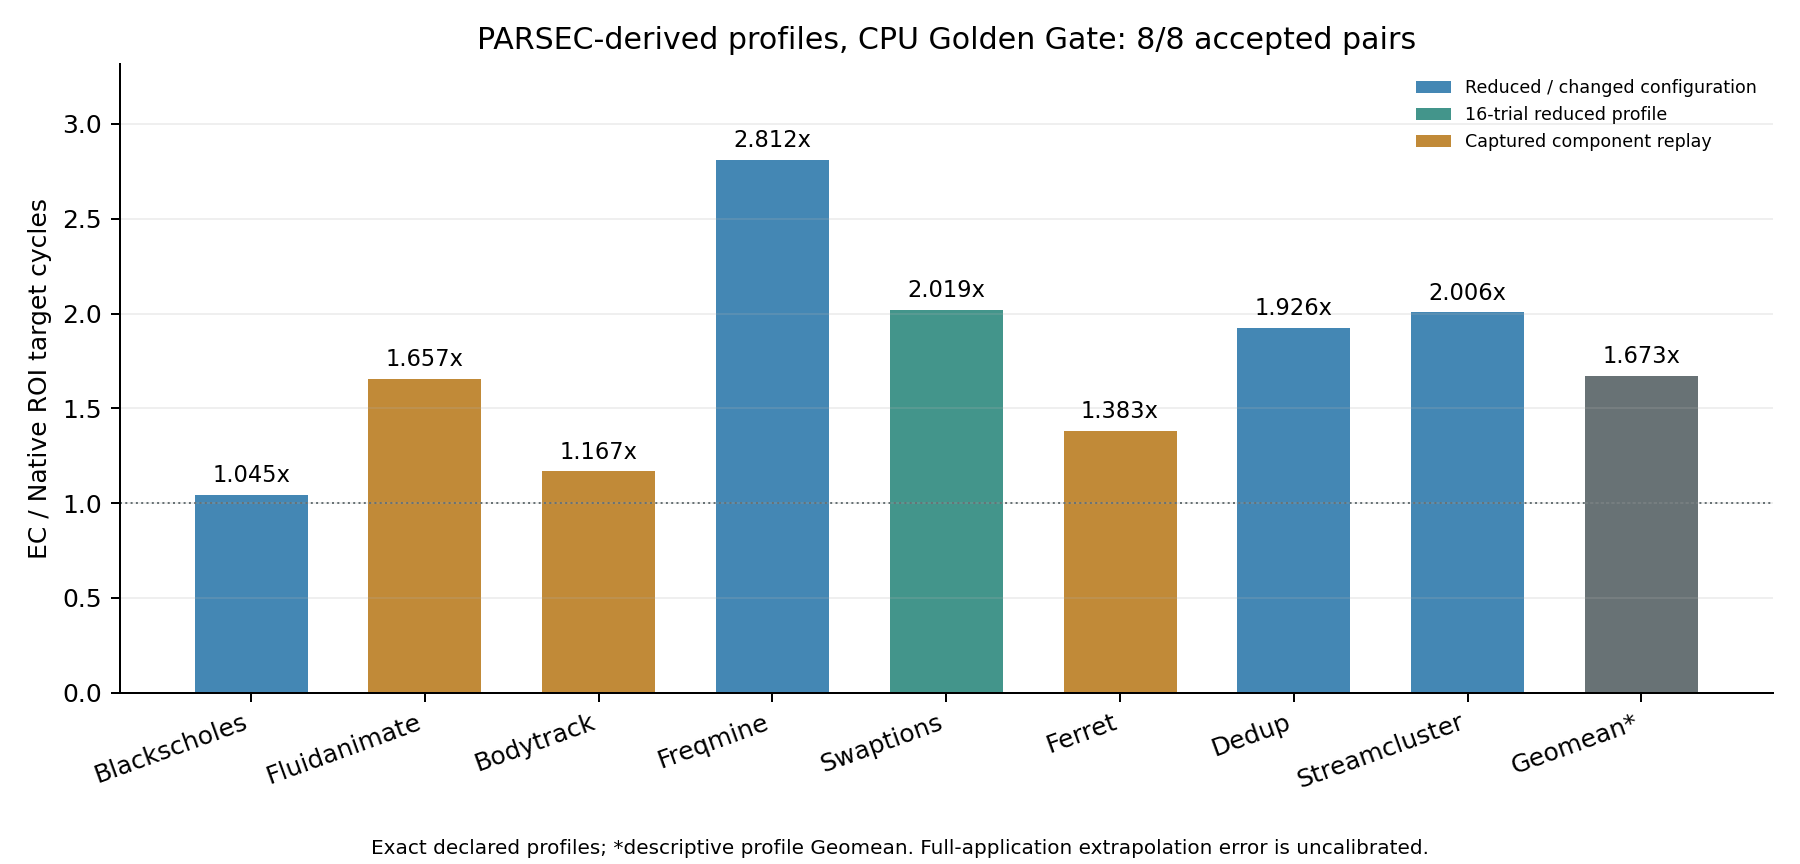 PARSEC-derived profiles, CPU Golden Gate: 8/8 accepted pairs
Reduced / changed configuration
16-trial reduced profile
Captured component replay
EC / Native ROI target cycles
3.0
2.5
2.0
1.5
1.0
0.5
0.0
1.045x
1.657x
1.167x
2.812x
2.019x
1.383x
1.926x
2.006x
1.673x
Blackscholes
Fluidanimate
Bodytrack
Freqmine
Swaptions
Ferret
Dedup
Streamcluster
Geomean*
Exact declared profiles; *descriptive profile Geomean. Full-application extrapolation error is uncalibrated.